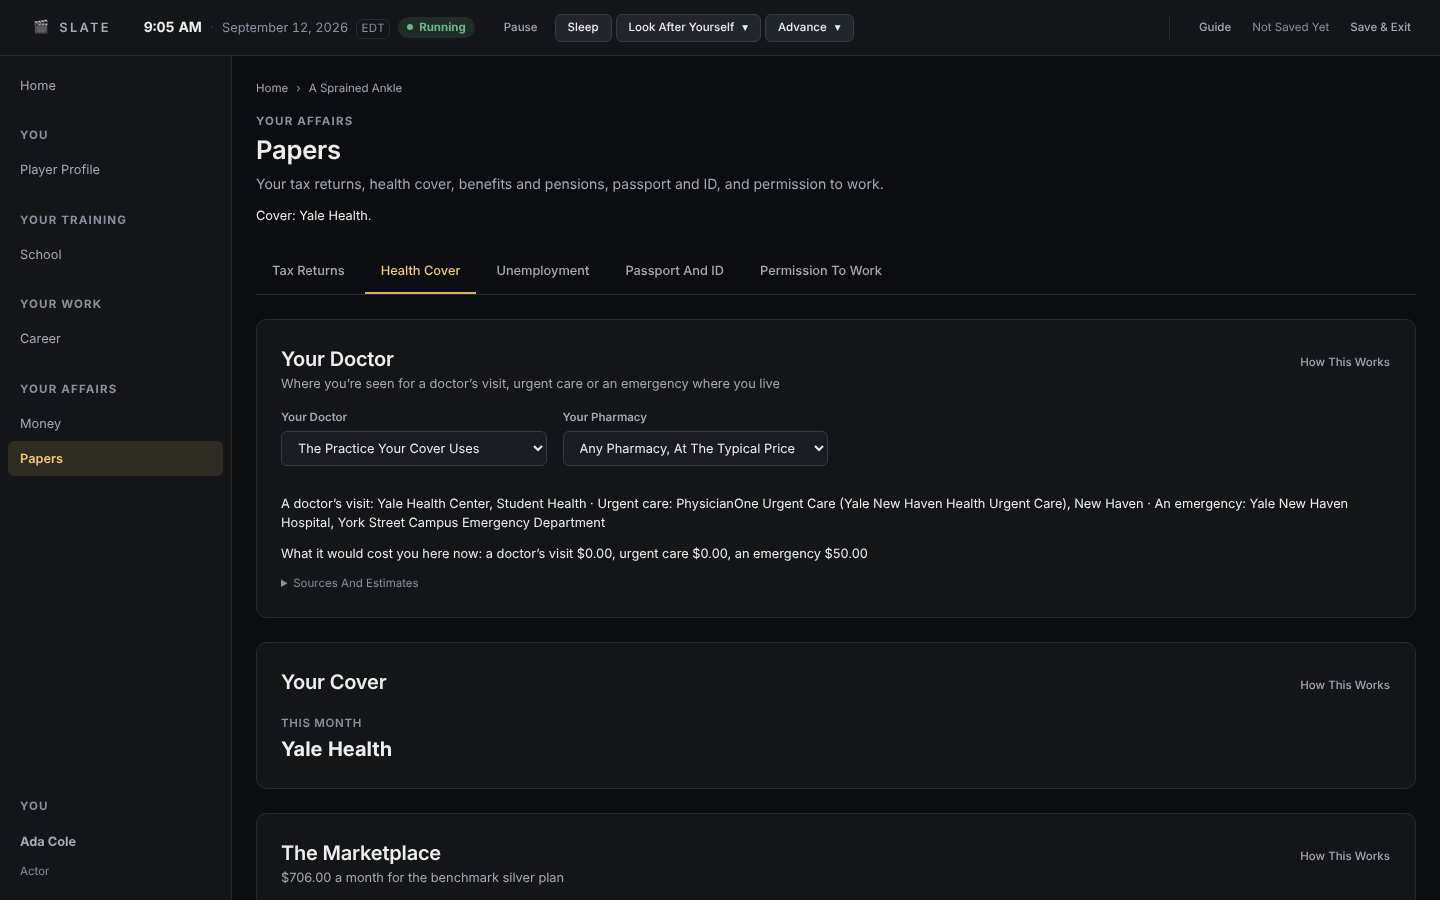 SLATE
9:05 AM · September 12, 2026 EDT Running
Pause
Sleep
Look After Yourself ▾
Advance ▾
Guide
Not Saved Yet
Save & Exit
Home
YOU
Player Profile
YOUR TRAINING
School
YOUR WORK
Career
YOUR AFFAIRS
Money
Papers
YOU
Ada Cole
Actor
Home › A Sprained Ankle
YOUR AFFAIRS
Papers
Your tax returns, health cover, benefits and pensions, passport and ID, and permission to work.
Cover: Yale Health.
Tax Returns
Health Cover
Unemployment
Passport And ID
Permission To Work
Your Doctor
How This Works
Where you’re seen for a doctor’s visit, urgent care or an emergency where you live
Your Doctor
Your Pharmacy
The Practice Your Cover Uses
Any Pharmacy, At The Typical Price
A doctor’s visit: Yale Health Center, Student Health · Urgent care: PhysicianOne Urgent Care (Yale New Haven Health Urgent Care), New Haven · An emergency: Yale New Haven
Hospital, York Street Campus Emergency Department
What it would cost you here now: a doctor’s visit $0.00, urgent care $0.00, an emergency $50.00
▶ Sources And Estimates
Your Cover
How This Works
THIS MONTH
Yale Health
The Marketplace
How This Works
$706.00 a month for the benchmark silver plan